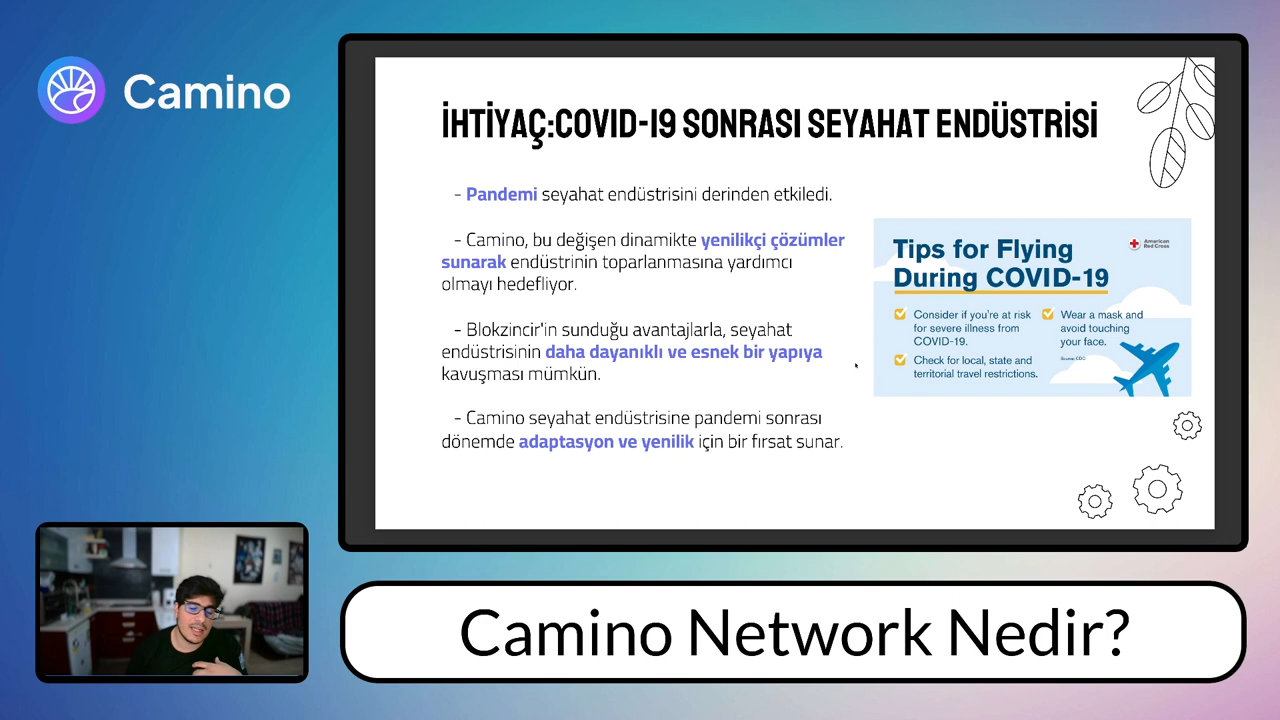 Camino
İHTİYAÇ:COVID-19 SONRASI SEYAHAT ENDÜSTRİSİ
- Pandemi seyahat endüstrisini derinden etkiledi.
- Camino, bu değişen dinamikte yenilikçi çözümler
sunarak endüstrinin toparlanmasına yardımcı
olmayı hedefliyor.
- Blokzincir'in sunduğu avantajlarla, seyahat
endüstrisinin daha dayanıklı ve esnek bir yapıya
kavuşması mümkün.
- Camino seyahat endüstrisine pandemi sonrası
dönemde adaptasyon ve yenilik için bir fırsat sunar.
Tips for Flying
During COVID-19
American
Red Cross
Consider if you're at risk
for severe illness from
COVID-19.
Check for local, state and
territorial travel restrictions.
Wear a mask and
avoid touching
your face.
Source: CDC
Camino Network Nedir?